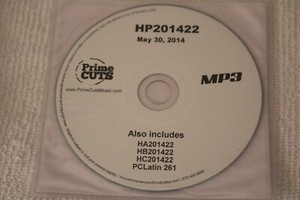 HP201422
May 30, 2014
Prime
CUTS
www.PrimeCutsMusic.com
MP3
Also includes
HA201422
HB201422
HC201422
PCLatin 261